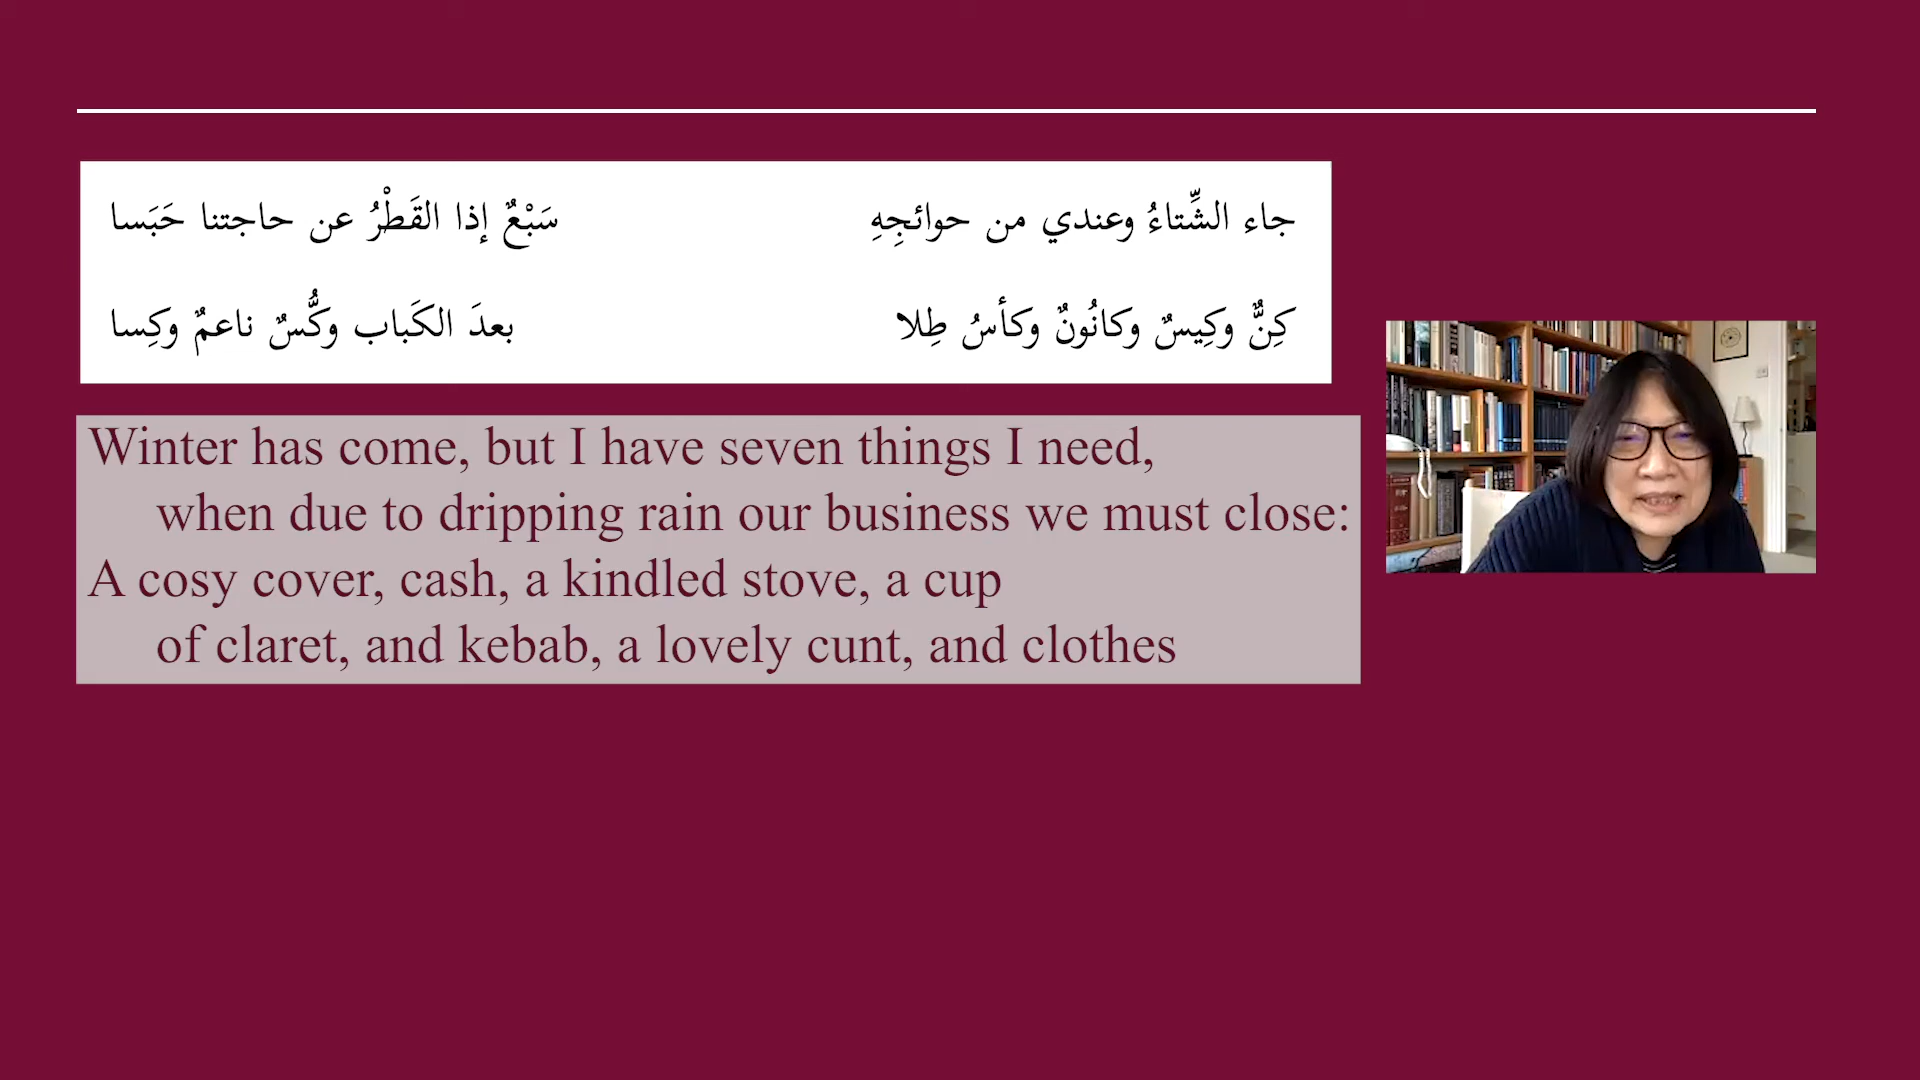 جاء الشِّتاءُ وعندي من حوائجِهِ سَبْعٌ إذا القَطْرُ عن حاجتنا حَبَسا
كِنٌّ وكِيسٌ وكانُونٌ وكأسُ طِلا بعدَ الكَباب وكُّسٌ ناعمٌ وكِسا
Winter has come, but I have seven things I need,
when due to dripping rain our business we must close:
A cosy cover, cash, a kindled stove, a cup
of claret, and kebab, a lovely cunt, and clothes